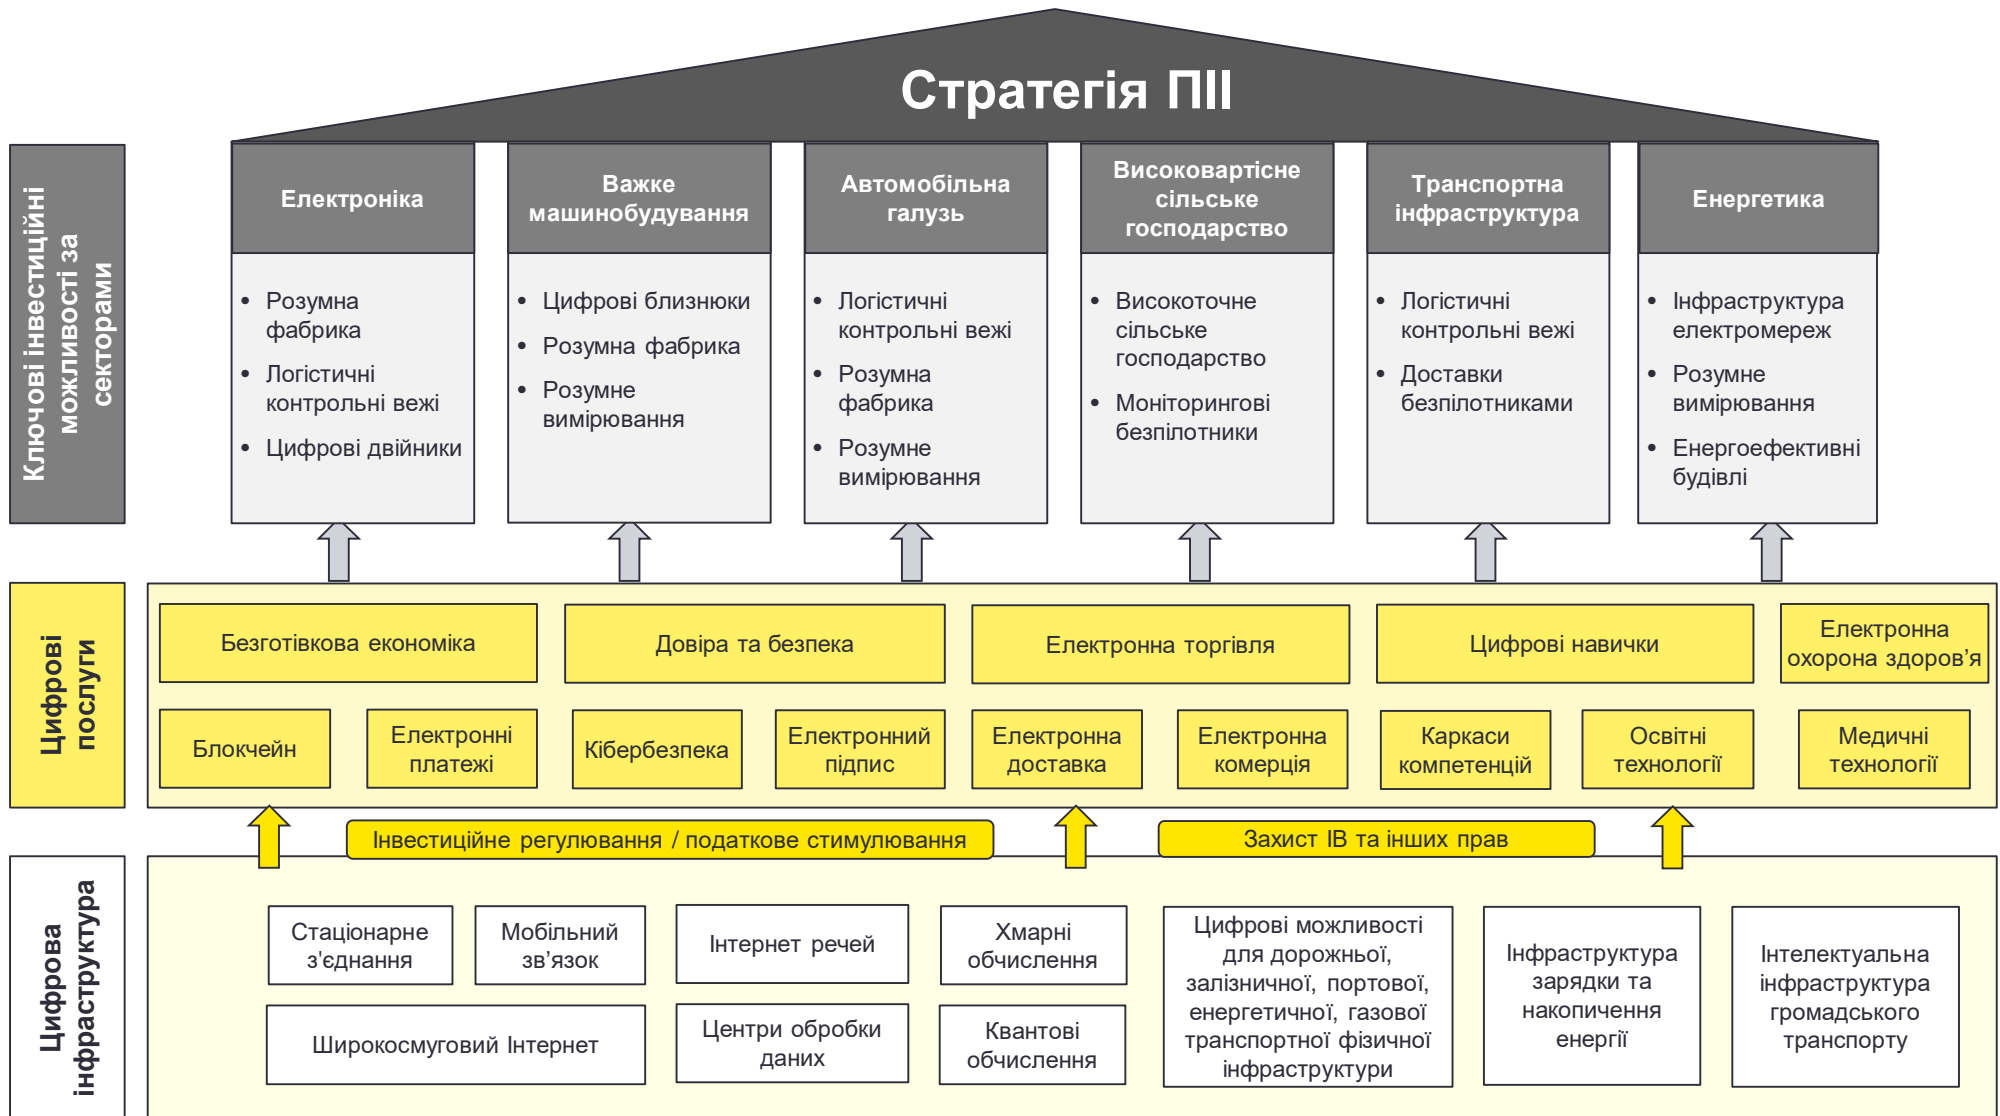 Стратегія ПІІ
Ключові інвестиційні
можливості за
секторами
Електроніка
• Розумна
фабрика
• Логістичні
контрольні вежі
• Цифрові двійники
Важке
машинобудування
• Цифрові близнюки
• Розумна фабрика
• Розумне
вимірювання
Автомобільна
галузь
• Логістичні
контрольні вежі
• Розумна
фабрика
• Розумне
вимірювання
Високовартісне
сільське
господарство
• Високоточне
сільське
господарство
• Моніторингові
безпілотники
Транспортна
інфраструктура
• Логістичні
контрольні вежі
• Доставки
безпілотниками
Енергетика
• Інфраструктура
електромереж
• Розумне
вимірювання
• Енергоефективні
будівлі
Цифрові
послуги
Безготівкова економіка
Довіра та безпека
Електронна торгівля
Цифрові навички
Електронна
охорона здоров’я
Блокчейн
Електронні
платежі
Кібербезпека
Електронний
підпис
Електронна
доставка
Електронна
комерція
Каркаси
компетенцій
Освітні
технології
Медичні
технології
Інвестиційне регулювання / податкове стимулювання
Захист ІВ та інших прав
Цифрова
інфраструктура
Стаціонарне
з'єднання
Мобільний
зв’язок
Інтернет речей
Хмарні
обчислення
Широкосмуговий Інтернет
Центри обробки
даних
Квантові
обчислення
Цифрові можливості
для дорожньої,
залізничної, портової,
енергетичної, газової
транспортної фізичної
інфраструктури
Інфраструктура
зарядки та
накопичення
енергії
Інтелектуальна
інфраструктура
громадського
транспорту